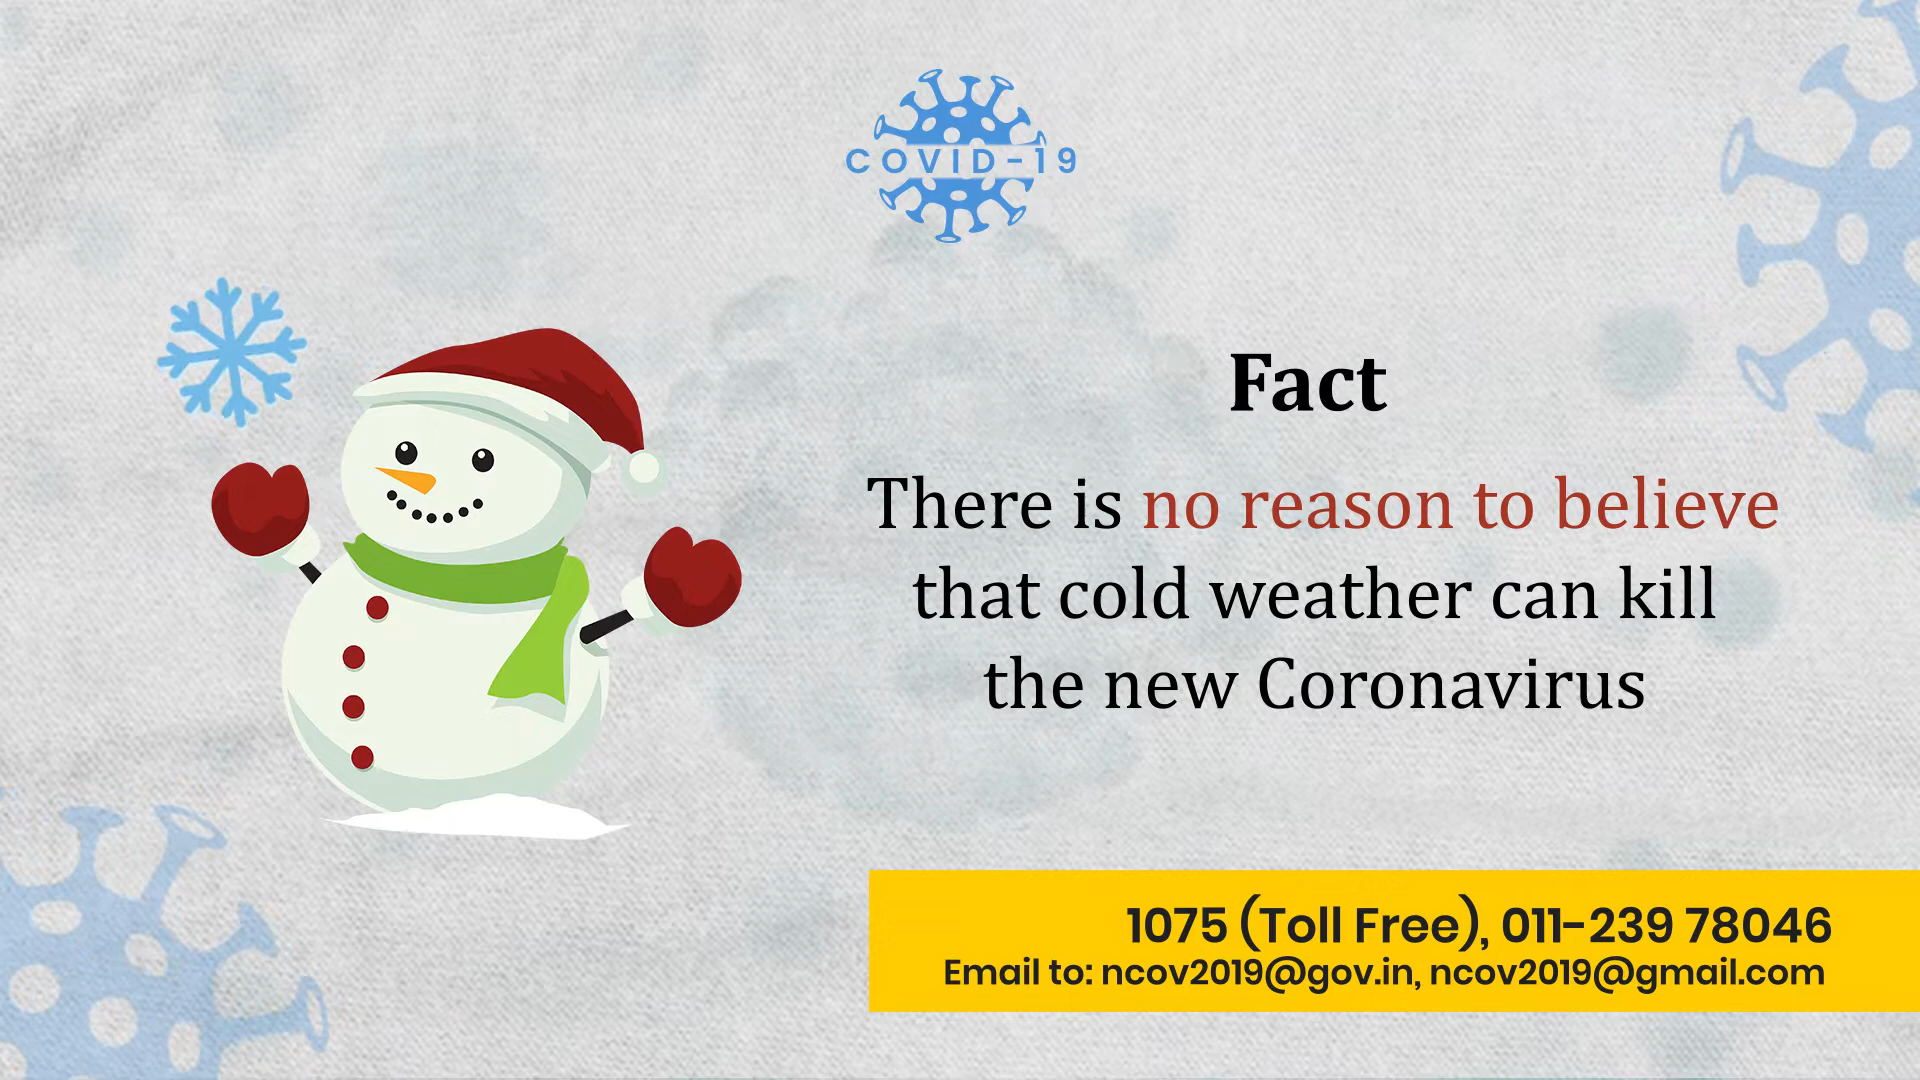 COVID-19
Fact
There is no reason to believe
that cold weather can kill
the new Coronavirus
1075 (Toll Free), 011-239 78046
Email to: ncov2019@gov.in, ncov2019@gmail.com